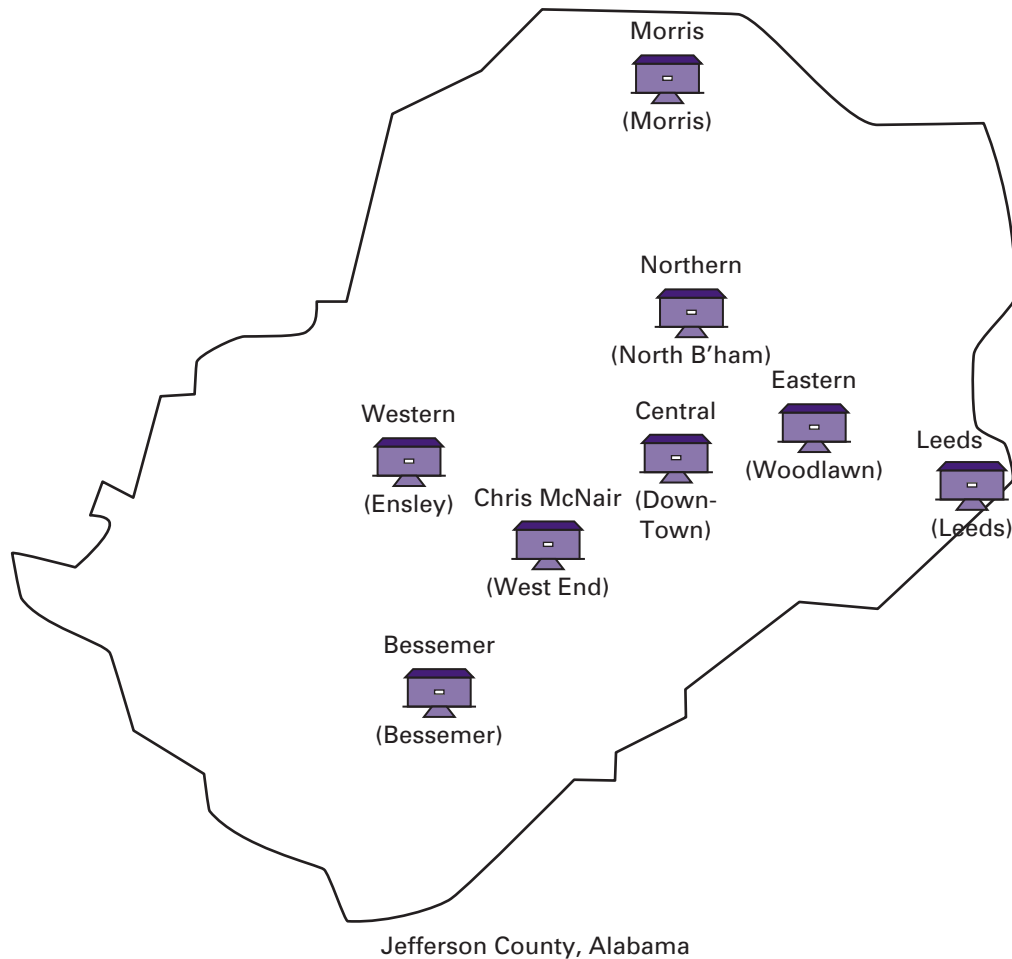 Morris
(Morris)
Northern
(North B’ham)
Eastern
(Woodlawn)
Western
(Ensley)
Central
(Down-
Town)
Leeds
(Leeds)
Chris McNair
(West End)
Bessemer
(Bessemer)
Jefferson County, Alabama